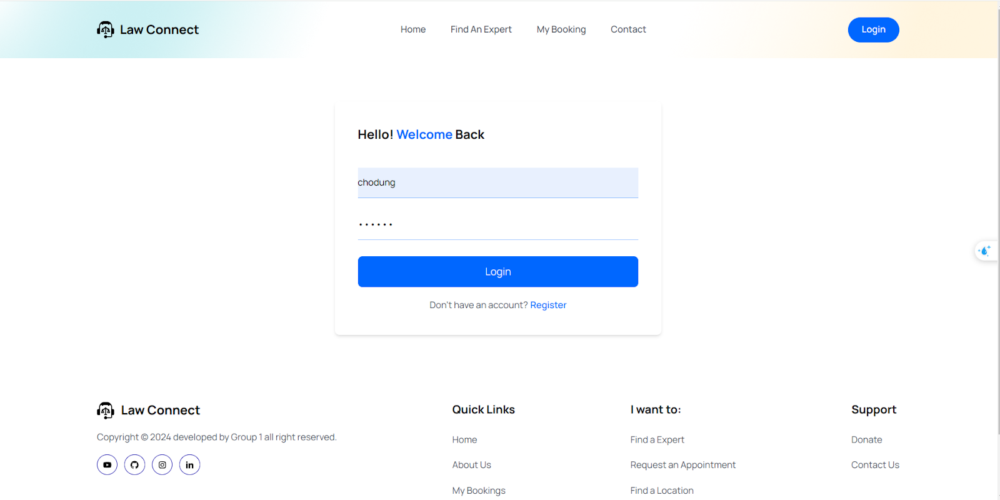 Law Connect
Home
Find An Expert
My Booking
Contact
Login
Hello! Welcome Back
chodung
••••••
Login
Don't have an account? Register
Law Connect
Copyright © 2024 developed by Group 1 all right reserved.
in
Quick Links
Home
About Us
My Bookings
I want to:
Find a Expert
Request an Appointment
Find a Location
Support
Donate
Contact Us